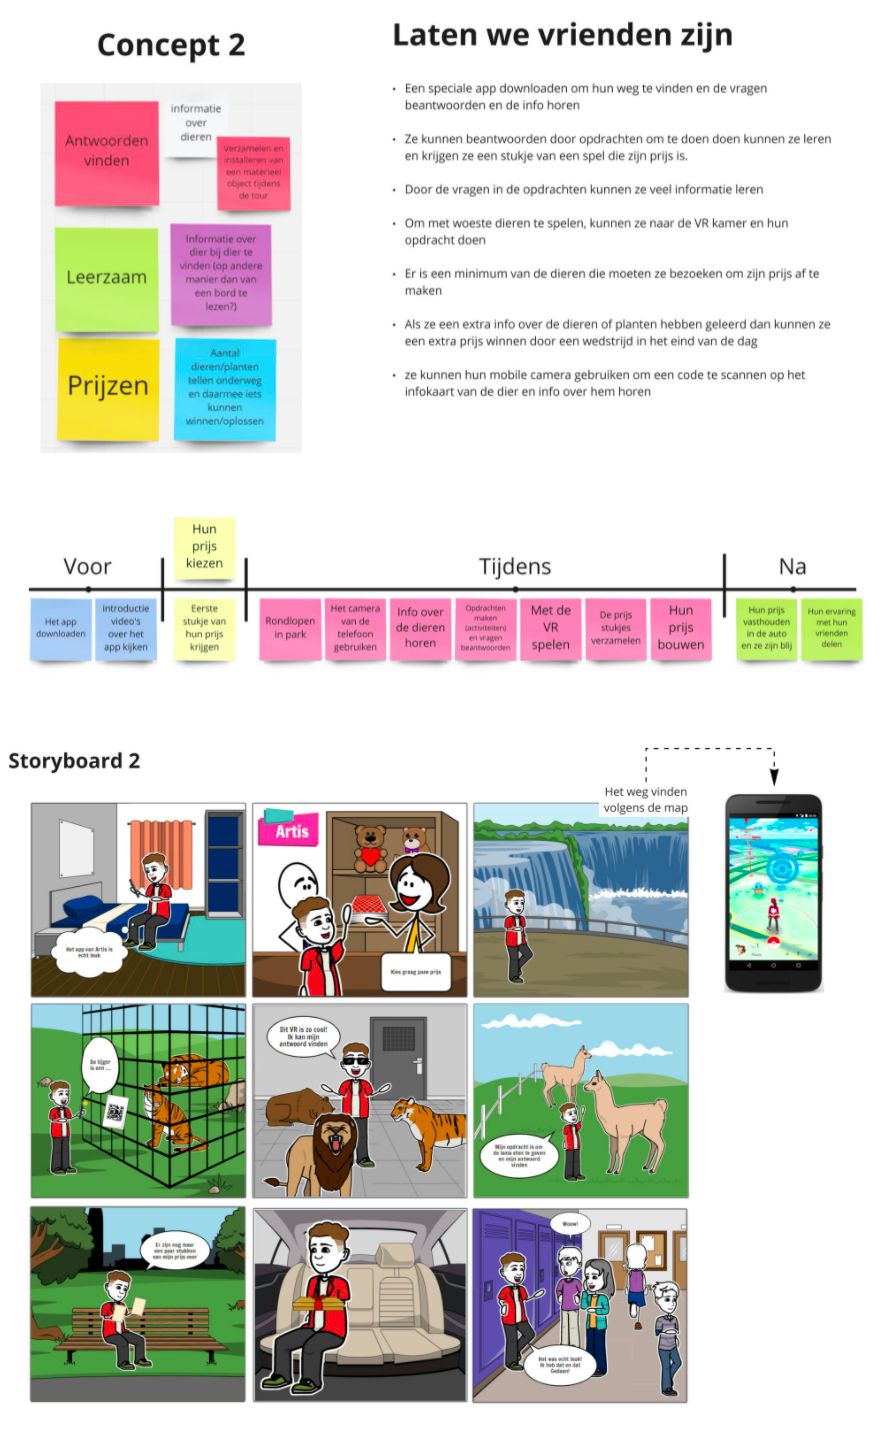 Concept 2
Antwoorden
vinden
informatie
over
dieren
Verzamelen en
installeren van
een materieel
object tijdens
de tour
Leerzaam
Informatie over
dier bij dier te
vinden (op andere
manier dan van
een bord te
lezen?)
Prijzen
Aantal
dieren/planten
tellen onderweg
en daarmee iets
kunnen
winnen/oplossen
Laten we vrienden zijn
• Een speciale app downloaden om hun weg te vinden en de vragen
beantwoorden en de info horen
• Ze kunnen beantwoorden door opdrachten om te doen doen kunnen ze leren
en krijgen ze een stukje van een spel die zijn prijs is.
• Door de vragen in de opdrachten kunnen ze veel informatie leren
• Om met woeste dieren te spelen, kunnen ze naar de VR kamer en hun
opdracht doen
• Er is een minimum van de dieren die moeten ze bezoeken om zijn prijs af te
maken
• Als ze een extra info over de dieren of planten hebben geleerd dan kunnen ze
een extra prijs winnen door een wedstrijd in het eind van de dag
• ze kunnen hun mobile camera gebruiken om een code te scannen op het
infokaart van de dier en info over hem horen
Voor
Hun
prijs
kiezen
Tijdens
Na
Het app
downloaden
introductie
video's
over het
app kijken
Eerste
stukje van
hun prijs
krijgen
Rondlopen
in park
Het camera
van de
telefoon
gebruiken
Info over
de dieren
horen
Opdrachten
maken
(activiteiten)
en vragen
beantwoorden
Met de
VR
spelen
De prijs
stukjes
verzamelen
Hun
prijs
bouwen
Hun prijs
vasthouden
in de auto
en ze zijn blij
Hun ervaring
met hun
vrienden
delen
Storyboard 2
Het weg vinden
volgens de map
Het app van Artis is
echt leuk
Artis
Kies graag jouw prijs
De tijger
is een ...
Dit VR is zo cool!
Ik kan mijn
antwoord vinden
Mijn opdracht is om
de lama eten te geven
en mijn antwoord
vinden
Er zijn nog maar
een paar stukken
van mijn prijs over
Woow!
Het was echt leuk!
Ik heb dat en dat
Gedaan!